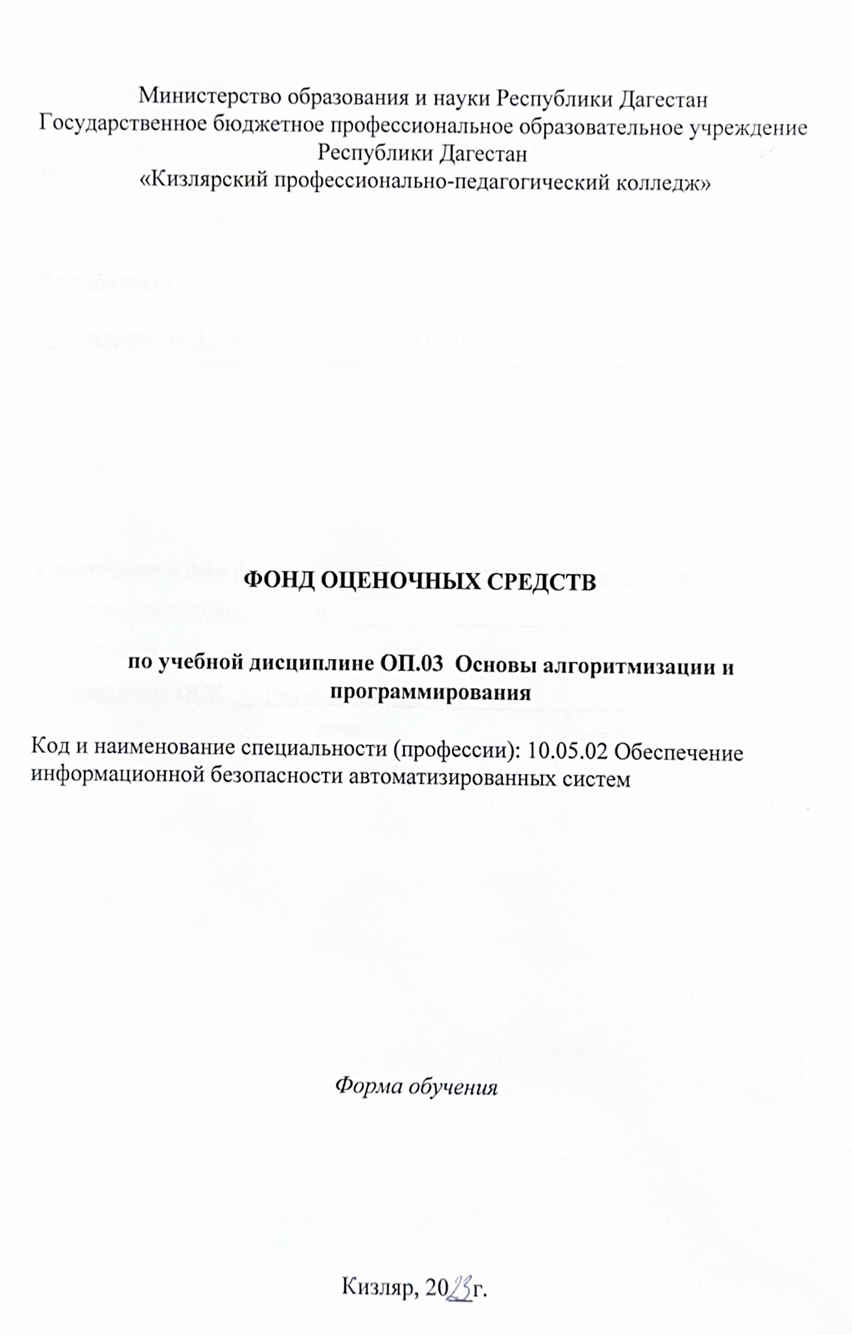 Министерство образования и науки Республики Дагестан
Государственное бюджетное профессиональное образовательное учреждение
Республики Дагестан
«Кизлярский профессионально-педагогический колледж»
ФОНД ОЦЕНОЧНЫХ СРЕДСТВ
по учебной дисциплине ОП.03 Основы алгоритмизации и
программирования
Код и наименование специальности (профессии): 10.05.02 Обеспечение
информационной безопасности автоматизированных систем
Форма обучения
Кизляр, 2023г.